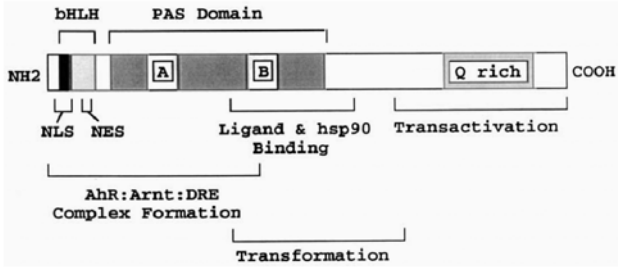 bHLH PAS Domain
NH2 A B Q rich COOH
NLS NES Ligand & hsp90 Transactivation
Binding
AhR:Arnt:DRE
Complex Formation
Transformation